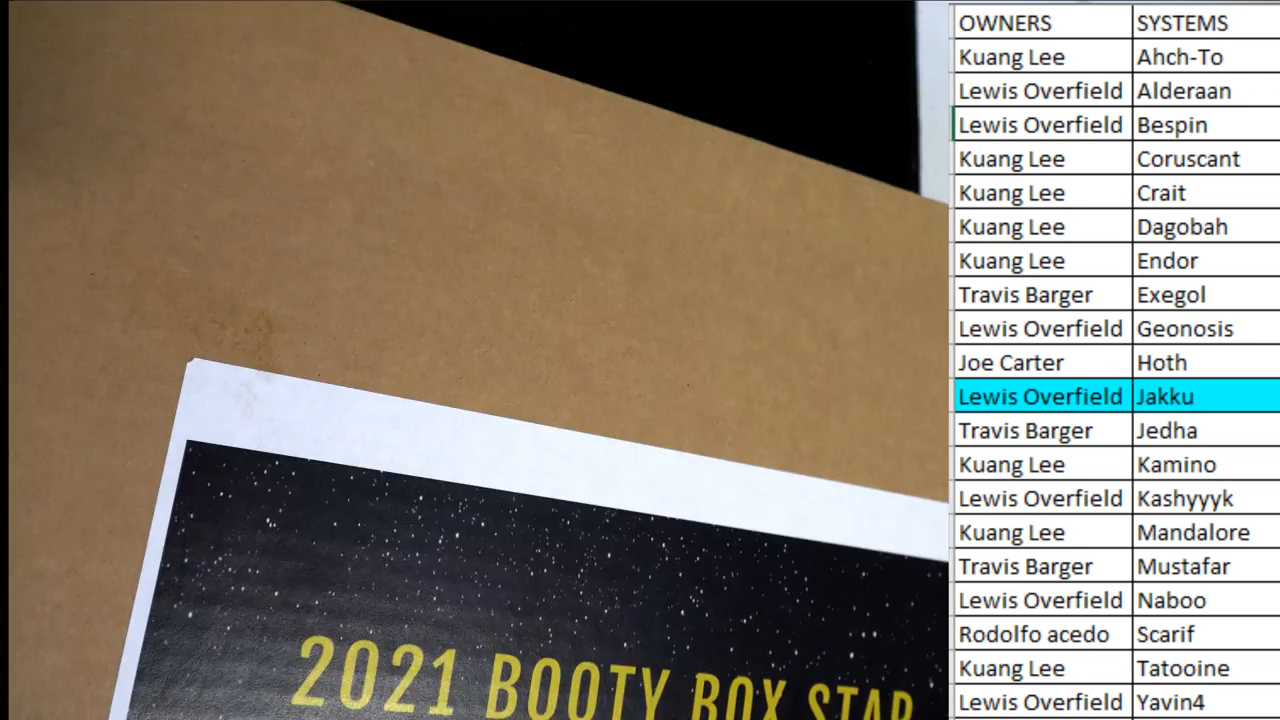 OWNERS SYSTEMS
Kuang Lee Ahch-To
Lewis Overfield Alderaan
Lewis Overfield Bespin
Kuang Lee Coruscant
Kuang Lee Crait
Kuang Lee Dagobah
Kuang Lee Endor
Travis Barger Exegol
Lewis Overfield Geonosis
Joe Carter Hoth
Lewis Overfield Jakku
Travis Barger Jedha
Kuang Lee Kamino
Lewis Overfield Kashyyyk
Kuang Lee Mandalore
Travis Barger Mustafar
Lewis Overfield Naboo
Rodolfo acedo Scarif
Kuang Lee Tatooine
Lewis Overfield Yavin4
2021 BOOTY BOX STAR